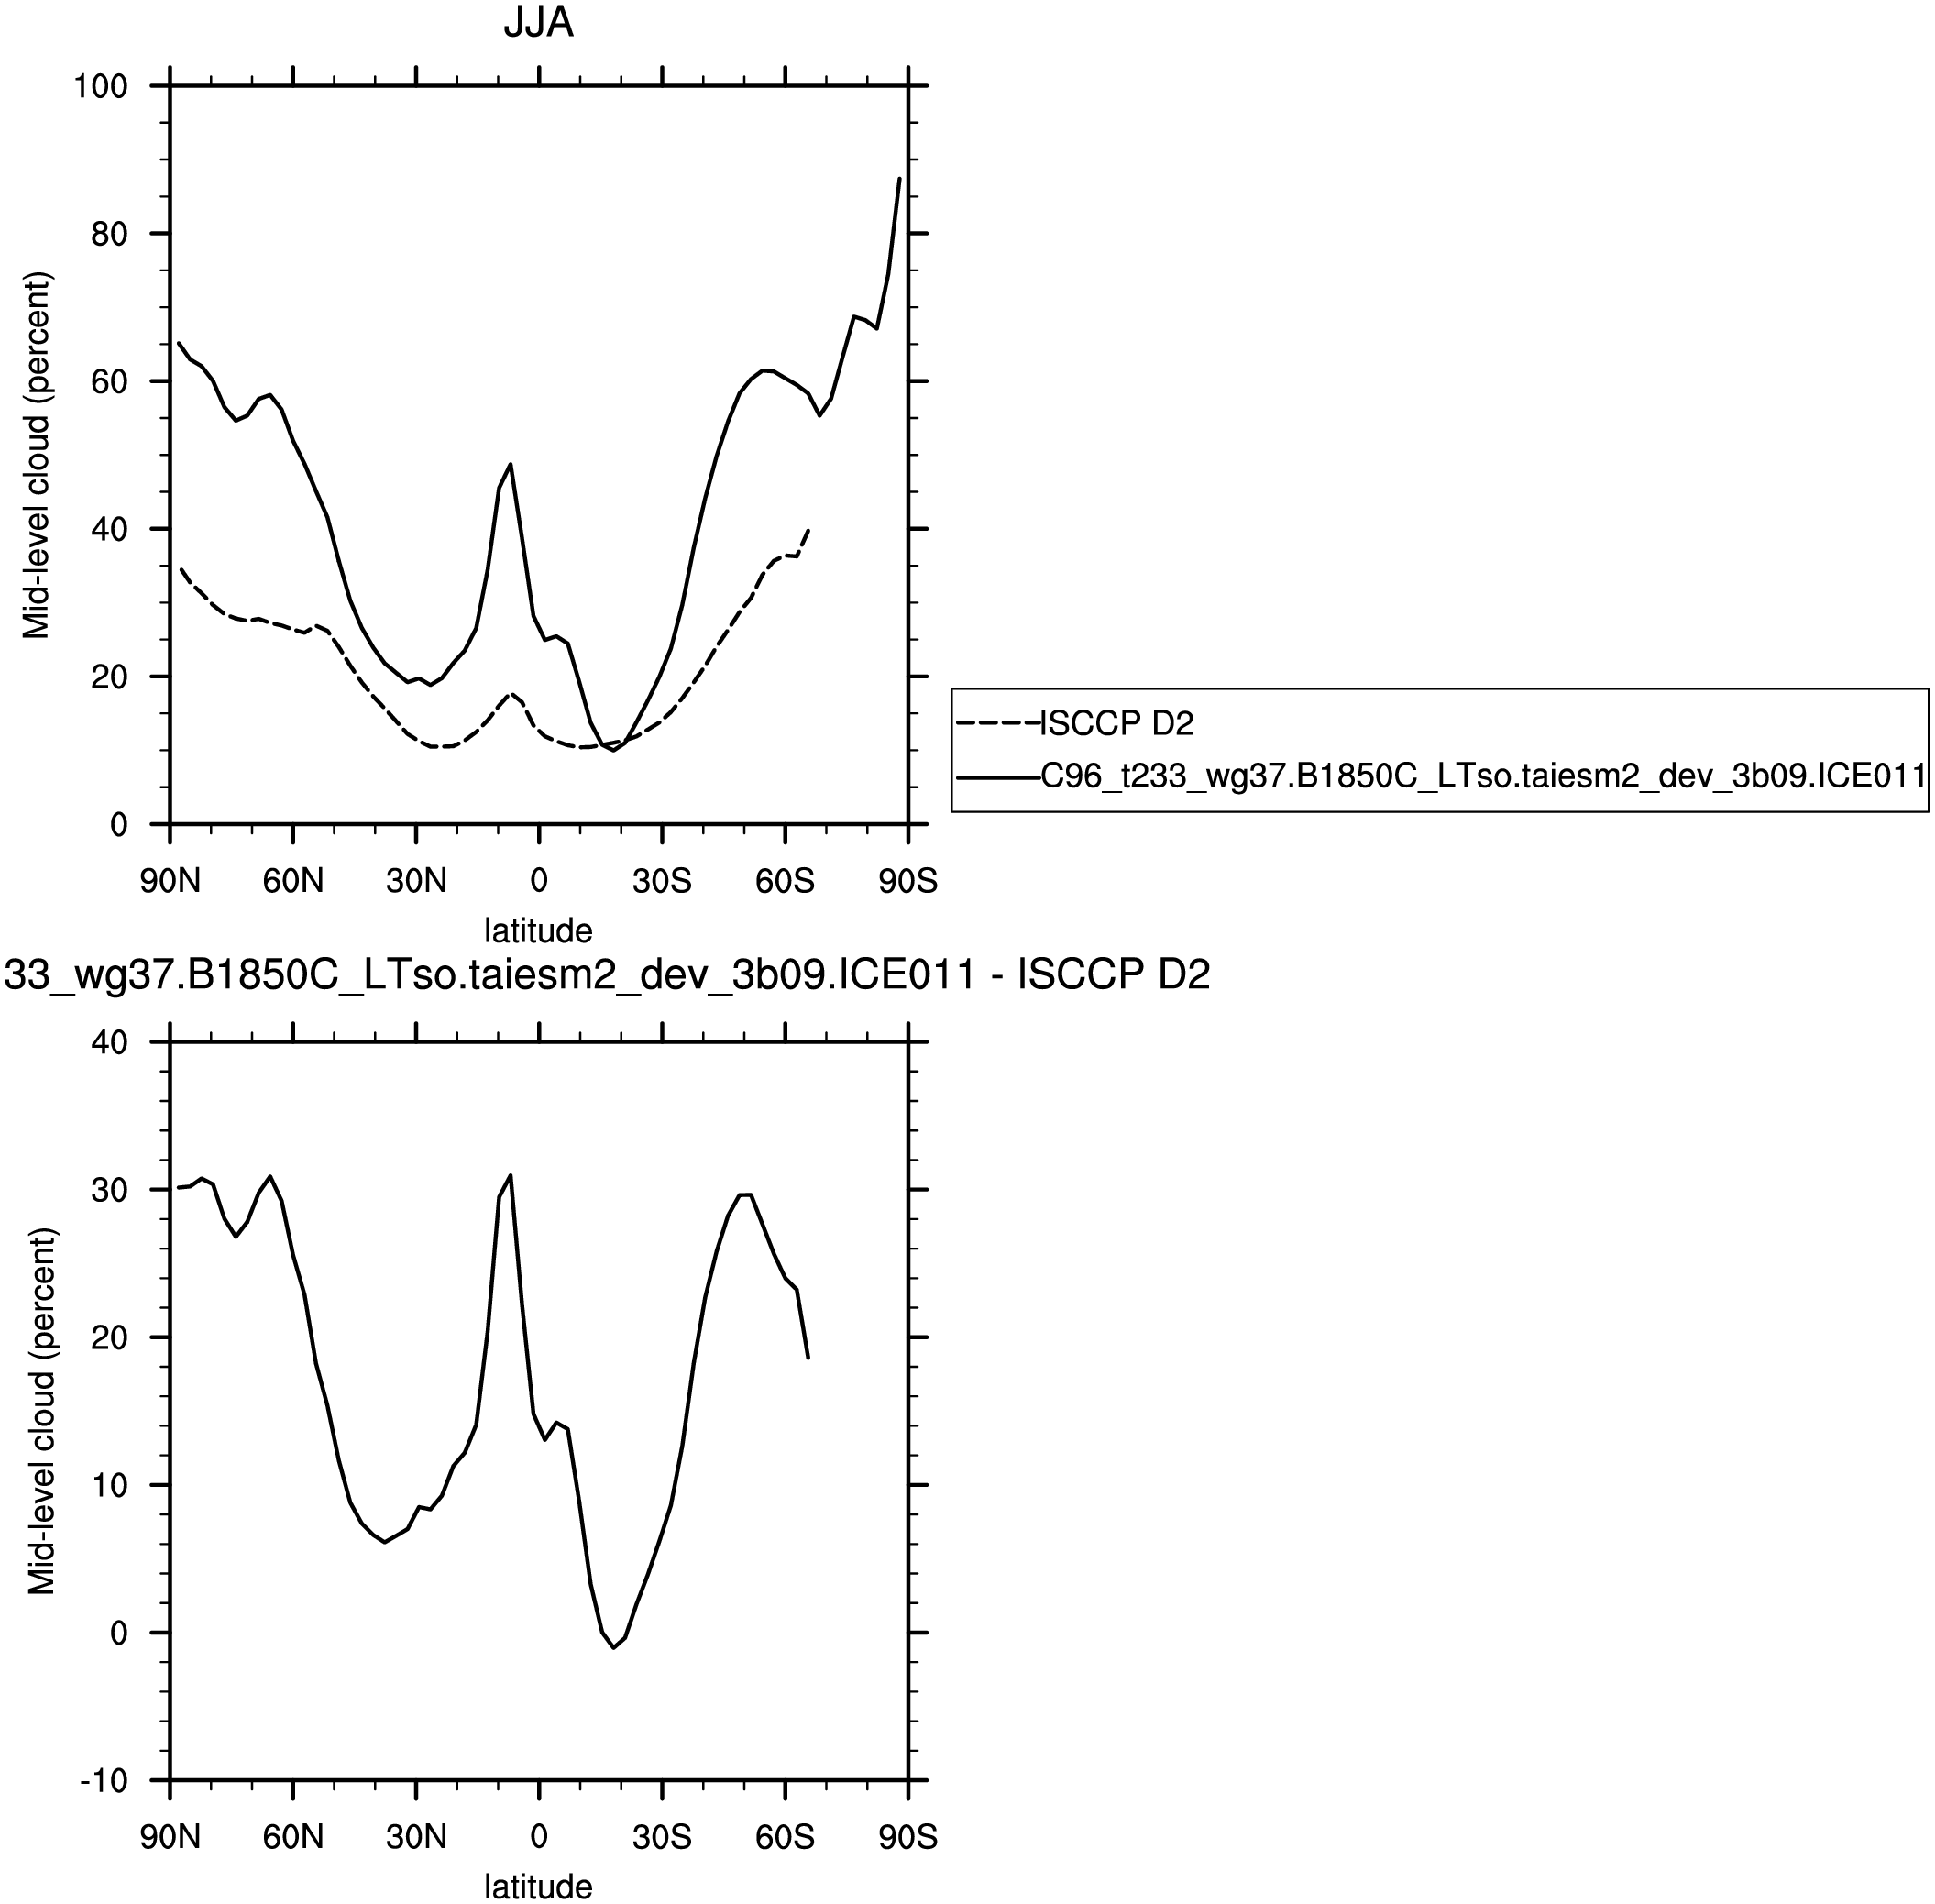 JJA
100
80
60
40
20
0
Mid-level cloud (percent)
90N 60N 30N 0 30S 60S 90S
latitude
ISCCP D2
C96_t233_wg37.B1850C_LTso.taiesm2_dev_3b09.ICE011
33_wg37.B1850C_LTso.taiesm2_dev_3b09.ICE011 - ISCCP D2
40
30
20
10
0
-10
Mid-level cloud (percent)
90N 60N 30N 0 30S 60S 90S
latitude